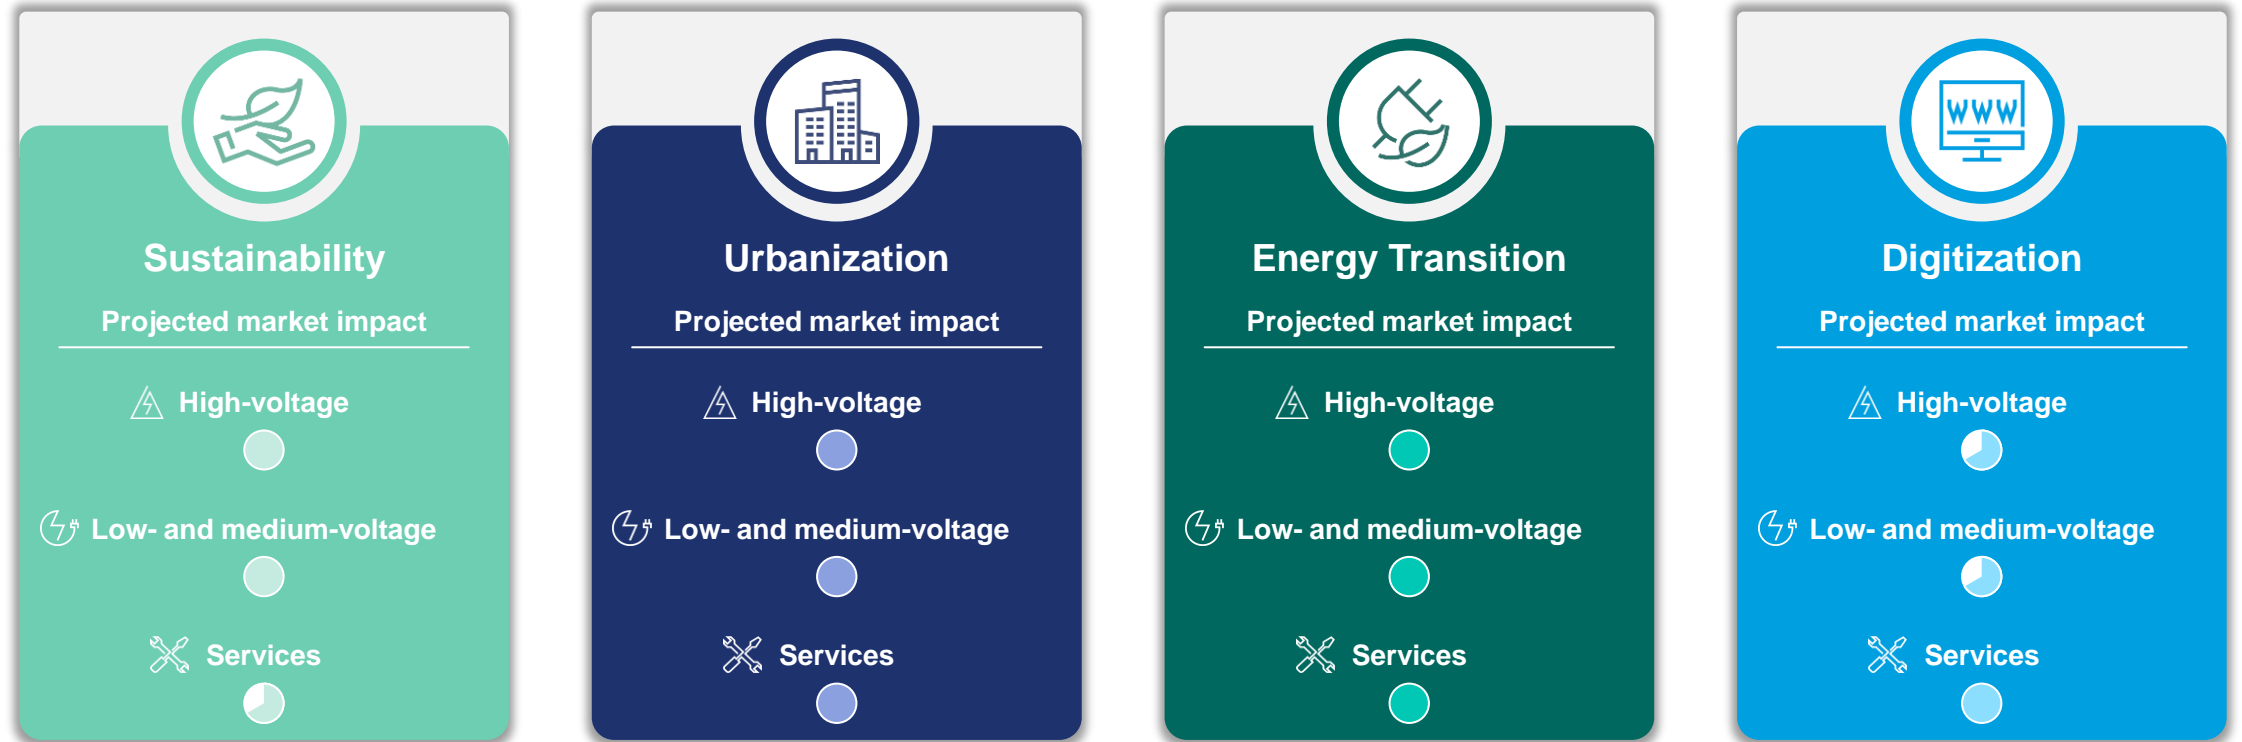 Sustainability
Projected market impact
High-voltage
Low- and medium-voltage
Services
Urbanization
Projected market impact
High-voltage
Low- and medium-voltage
Services
Energy Transition
Projected market impact
High-voltage
Low- and medium-voltage
Services
WWW
Digitization
Projected market impact
High-voltage
Low- and medium-voltage
Services